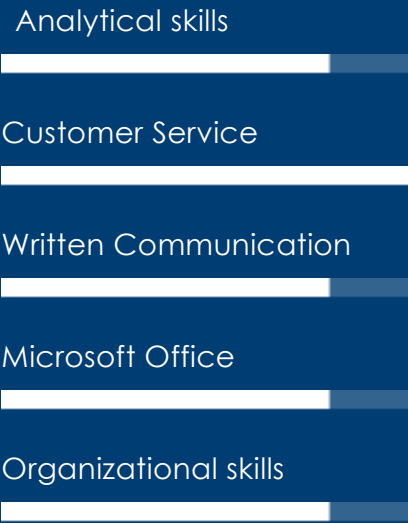 Analytical skills
Customer Service
Written Communication
Microsoft Office
Organizational skills